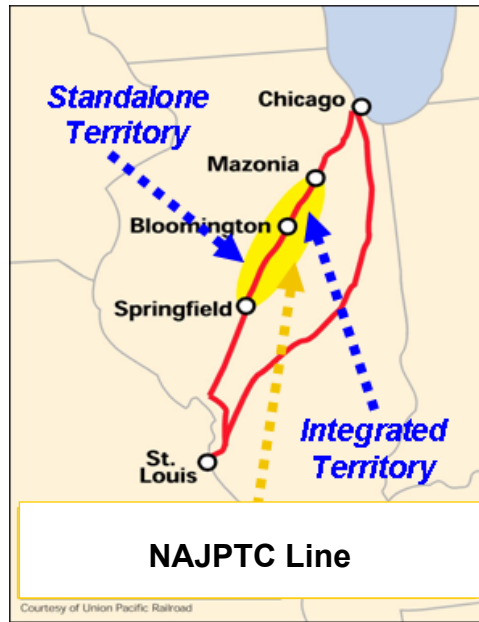 Standalone
Territory
Chicago
Mazonia
Bloomington
Springfield
Integrated
Territory
St.
Louis
NAJPTC Line
Courtesy of Union Pacific Railroad